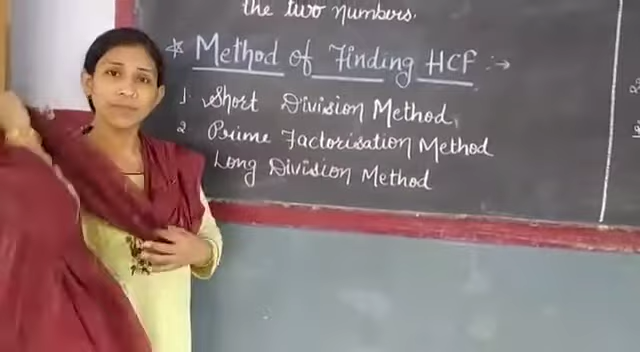 the two numbers.
* Method of Finding HCF :→
1. Short Division Method
2 Prime Factorisation Method
Long Division Method